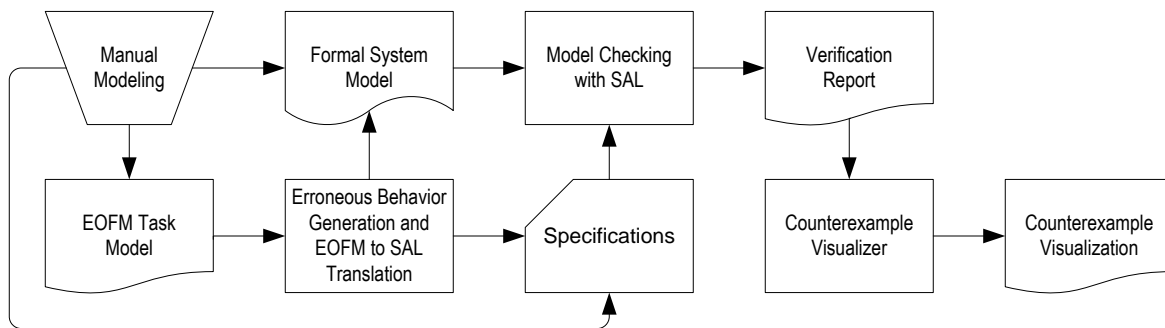 Manual
Modeling
Formal System
Model
Model Checking
with SAL
Verification
Report
EOFM Task
Model
Erroneous Behavior
Generation and
EOFM to SAL
Translation
Specifications
Counterexample
Visualizer
Counterexample
Visualization